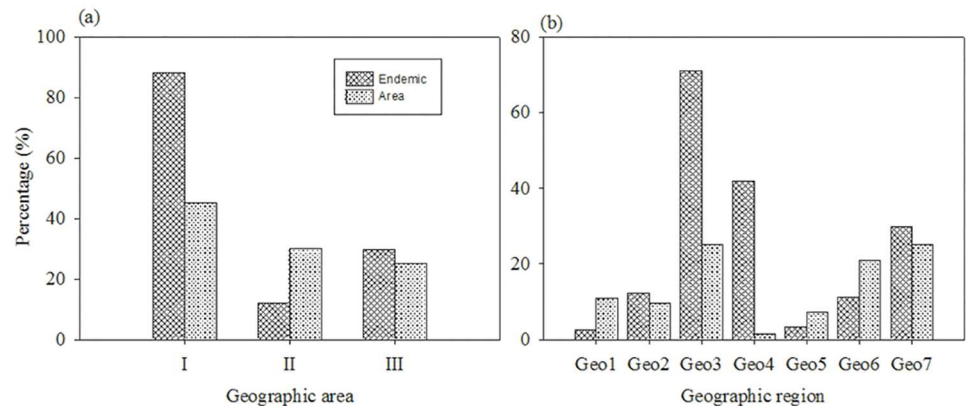 (a)
100
80
60
40
20
0
Percentage (%)
Endemic
Area
I II III
Geographic area
(b)
80
60
40
20
0
Geo1 Geo2 Geo3 Geo4 Geo5 Geo6 Geo7
Geographic region